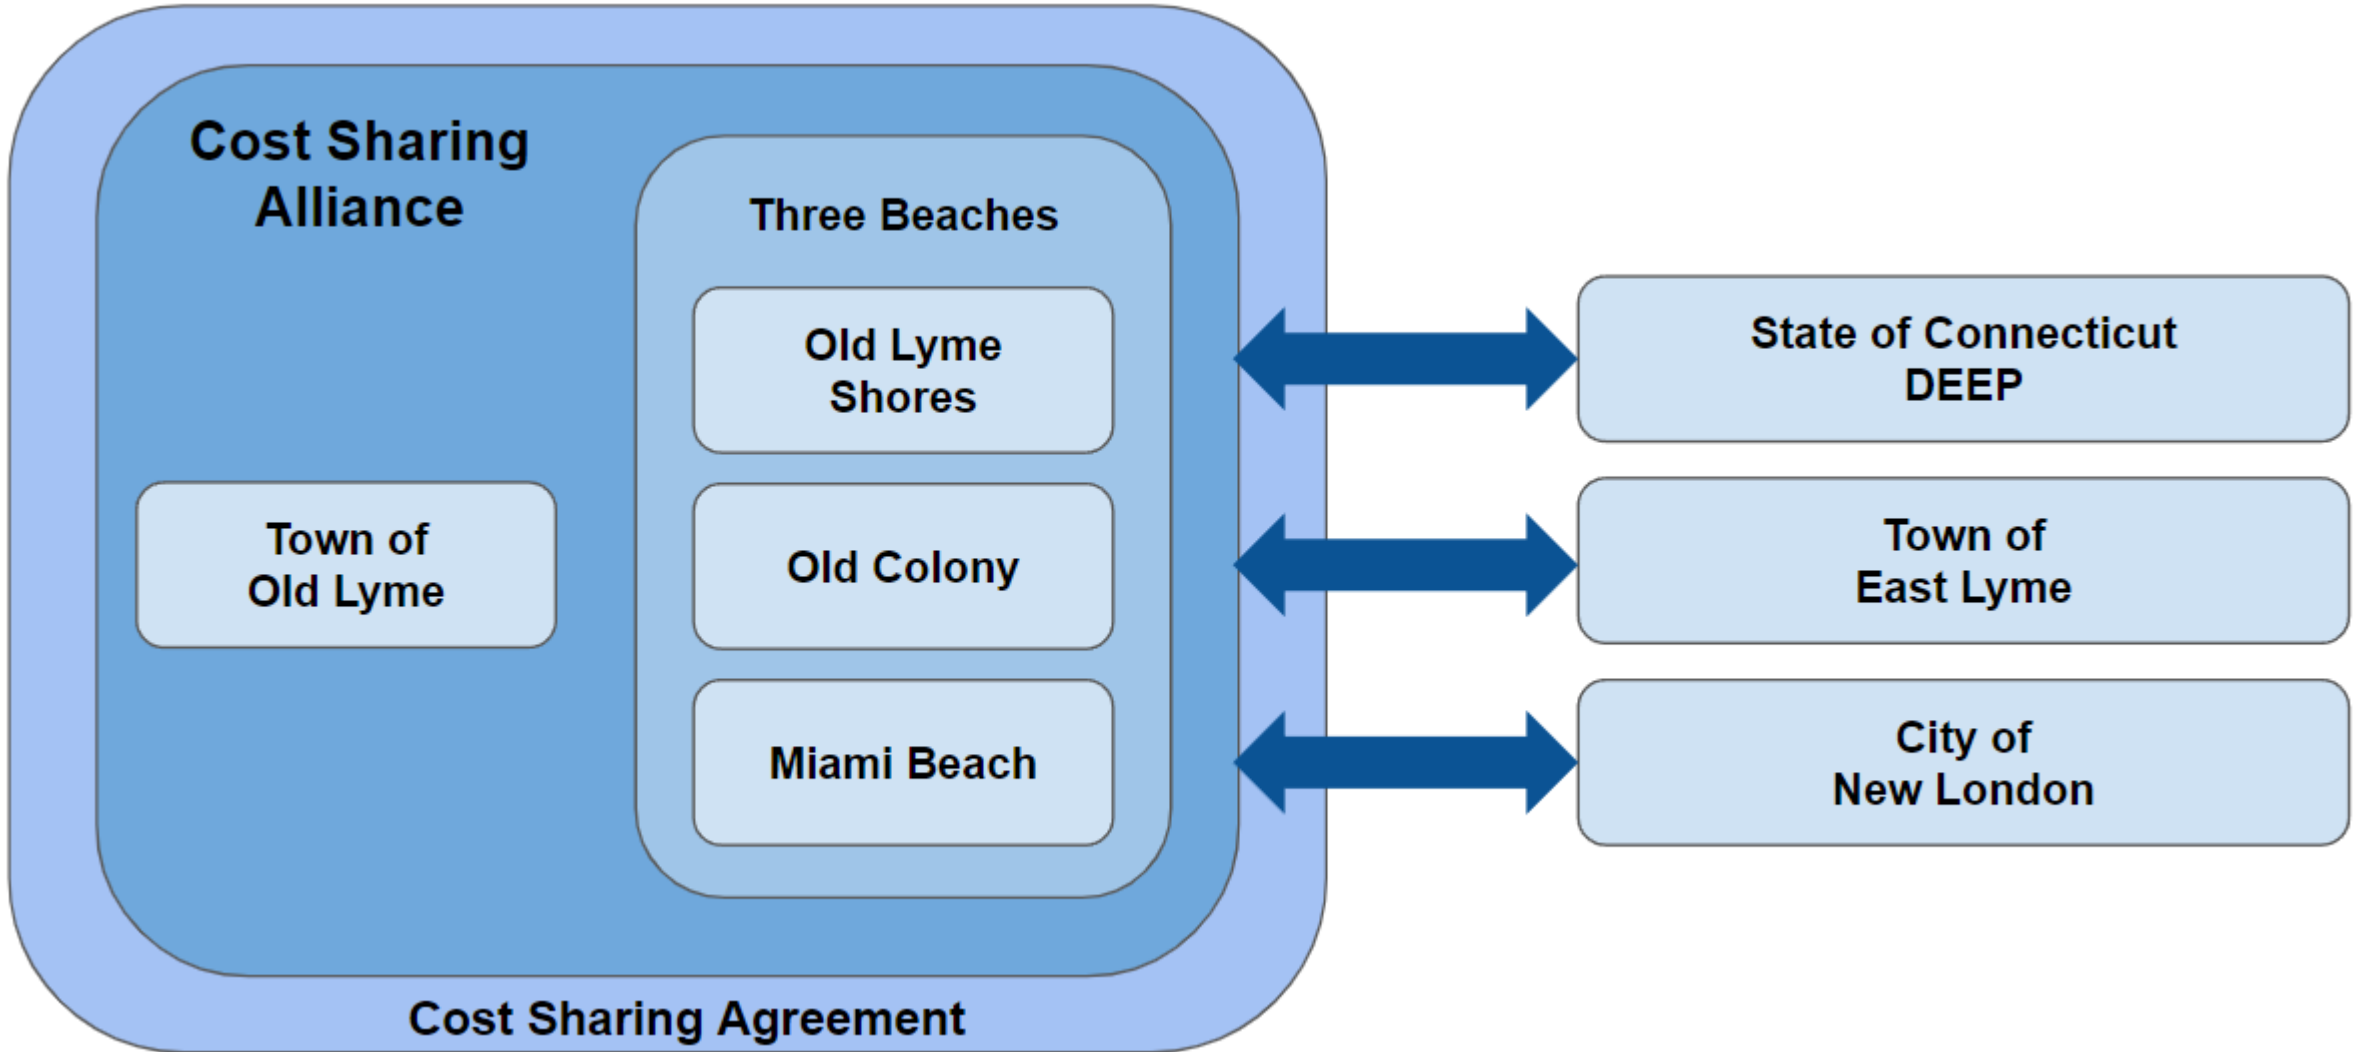 Cost Sharing
Alliance
Three Beaches
Old Lyme
Shores
Old Colony
Miami Beach
Town of
Old Lyme
Cost Sharing Agreement
State of Connecticut
DEEP
Town of
East Lyme
City of
New London